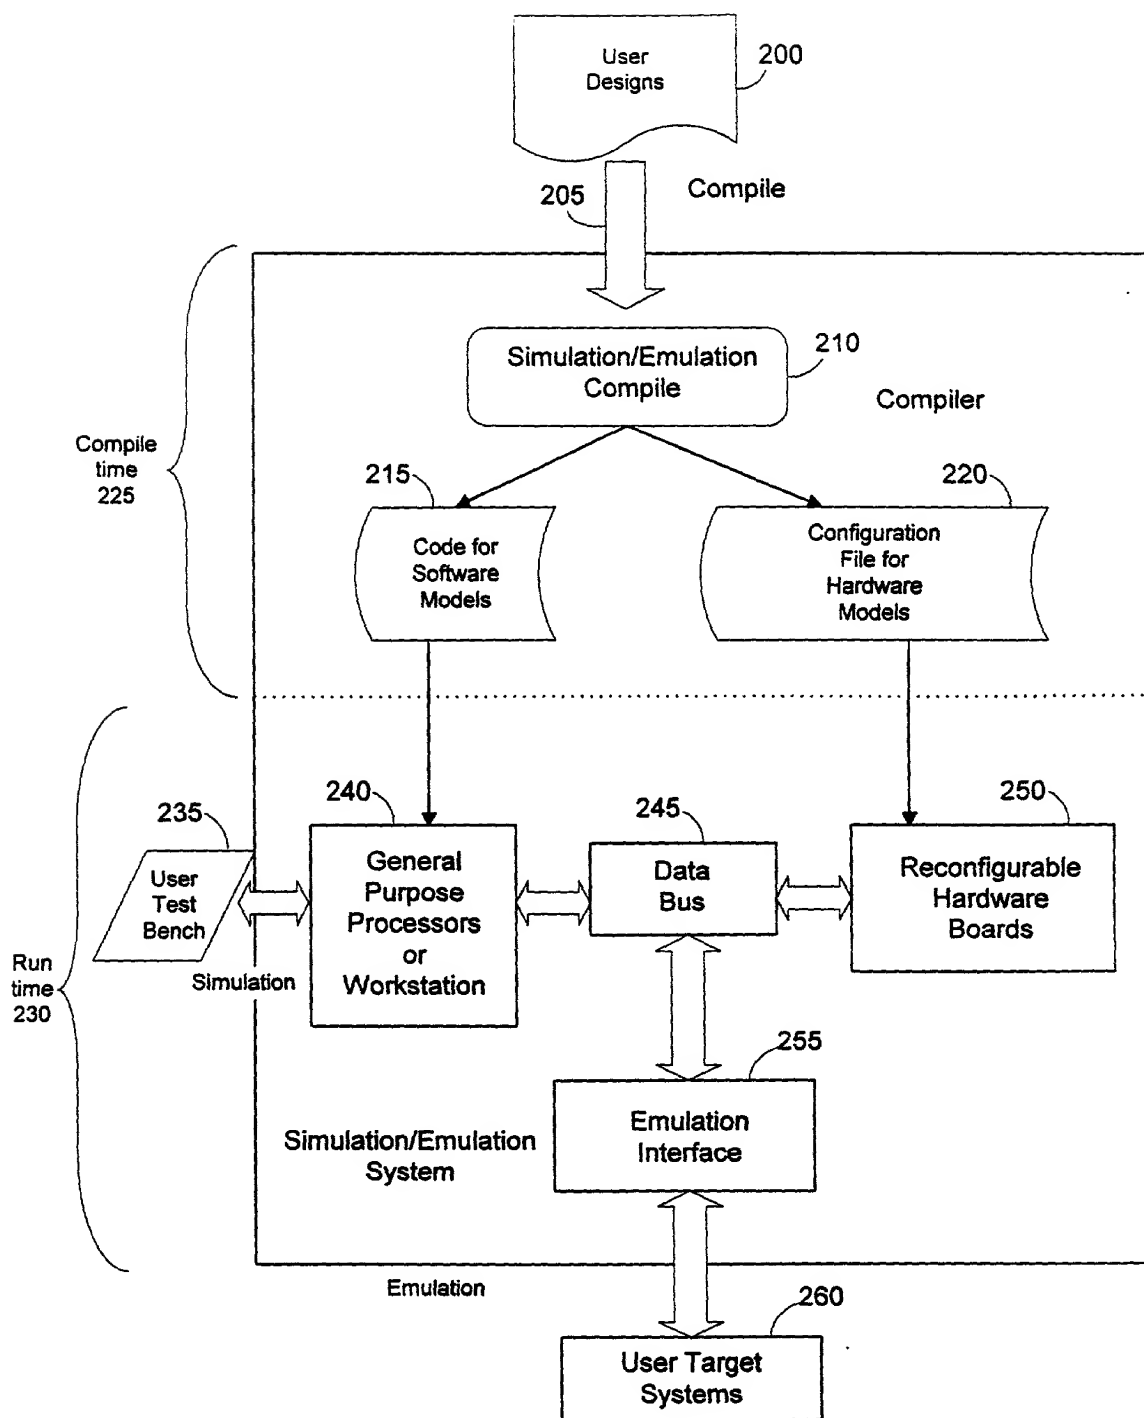 User
Designs
200
205
Compile
Simulation/Emulation
Compile
210
Compiler
Compile
time
225
215
220
Code for
Software
Models
Configuration
File for
Hardware
Models
235
240
245
250
User
Test
Bench
General
Purpose
Processors
or
Workstation
Data
Bus
Reconfigurable
Hardware
Boards
Run
time
230
Simulation
255
Simulation/Emulation
System
Emulation
Interface
Emulation
260
User Target
Systems